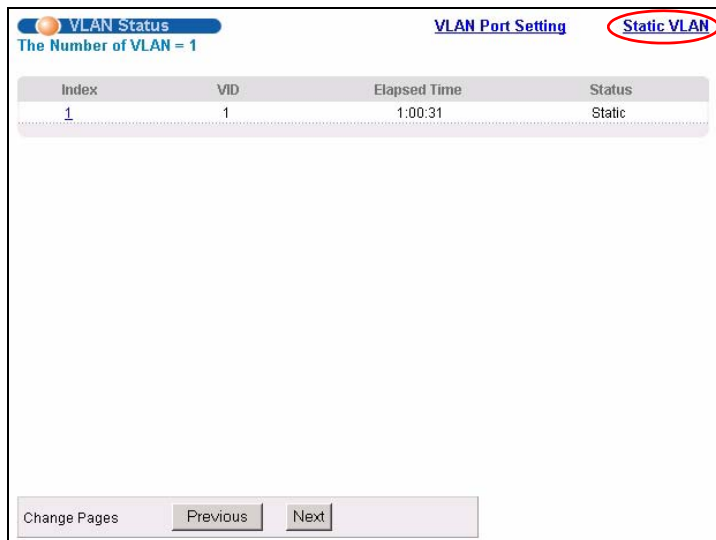 VLAN Status VLAN Port Setting Static VLAN
The Number of VLAN = 1
Index VID Elapsed Time Status
1 1 1:00:31 Static
Change Pages Previous Next